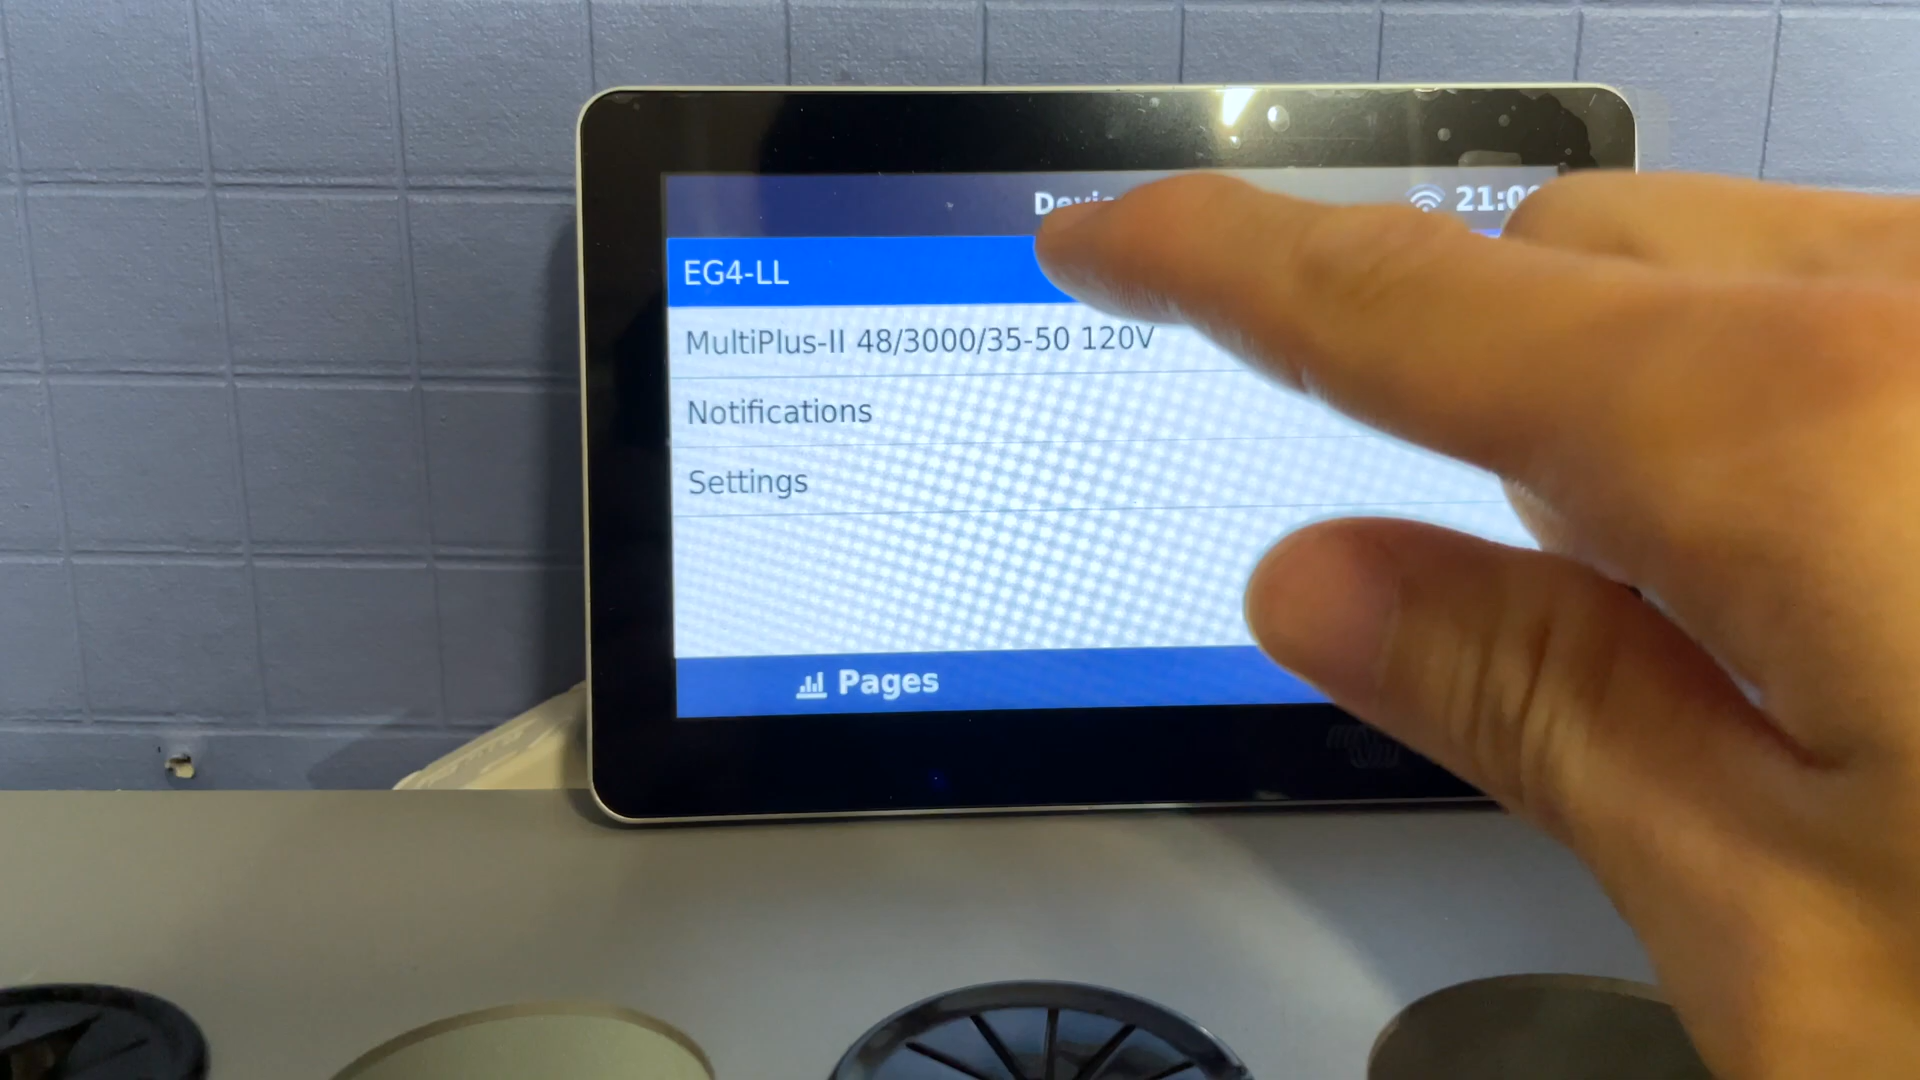 EG4-LL
MultiPlus-II 48/3000/35-50 120V
Notifications
Settings
Pages